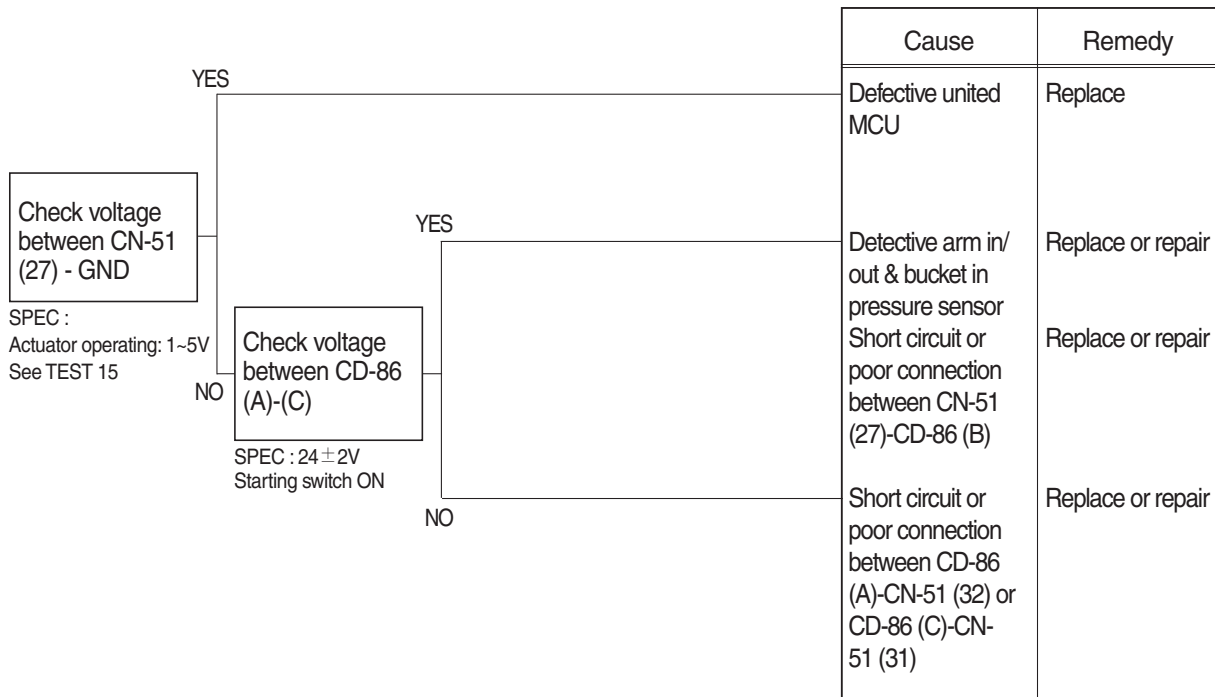 Cause
Remedy
YES
Defective united
MCU
Replace
Check voltage
between CN-51
(27) - GND
SPEC :
Actuator operating: 1~5V
See TEST 15
YES
Detective arm in/
out & bucket in
pressure sensor
Replace or repair
NO
Check voltage
between CD-86
(A)-(C)
SPEC : 24±2V
Starting switch ON
Short circuit or
poor connection
between CN-51
(27)-CD-86 (B)
Replace or repair
NO
Short circuit or
poor connection
between CD-86
(A)-CN-51 (32) or
CD-86 (C)-CN-
51 (31)
Replace or repair